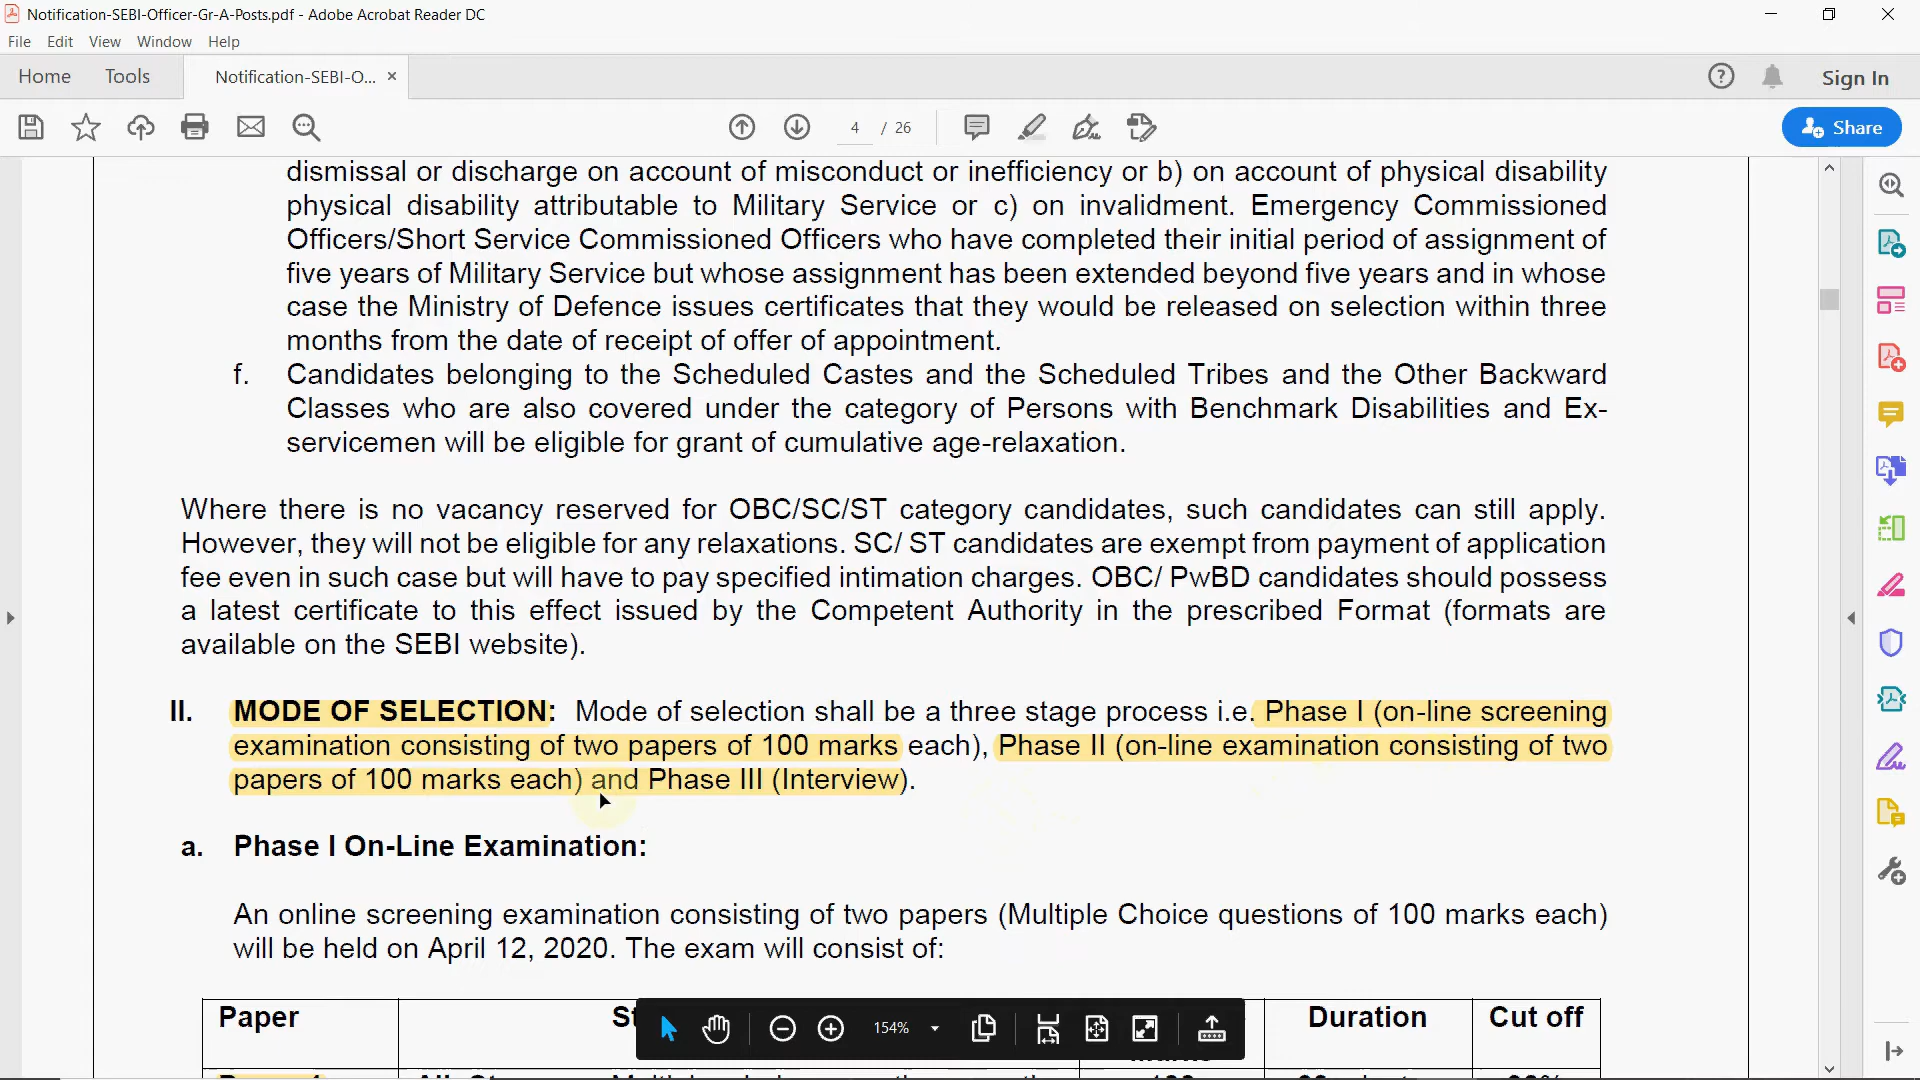 Notification-SEBI-Officer-Gr-A-Posts.pdf - Adobe Acrobat Reader DC
File Edit View Window Help
Home Tools Notification-SEBI-O... × Sign In
4 / 26 Share
dismissal or discharge on account of misconduct or inefficiency or b) on account of physical disability
physical disability attributable to Military Service or c) on invalidment. Emergency Commissioned
Officers/Short Service Commissioned Officers who have completed their initial period of assignment of
five years of Military Service but whose assignment has been extended beyond five years and in whose
case the Ministry of Defence issues certificates that they would be released on selection within three
months from the date of receipt of offer of appointment.
f. Candidates belonging to the Scheduled Castes and the Scheduled Tribes and the Other Backward
Classes who are also covered under the category of Persons with Benchmark Disabilities and Ex-
servicemen will be eligible for grant of cumulative age-relaxation.
Where there is no vacancy reserved for OBC/SC/ST category candidates, such candidates can still apply.
However, they will not be eligible for any relaxations. SC/ ST candidates are exempt from payment of application
fee even in such case but will have to pay specified intimation charges. OBC/ PwBD candidates should possess
a latest certificate to this effect issued by the Competent Authority in the prescribed Format (formats are
available on the SEBI website).
II. MODE OF SELECTION: Mode of selection shall be a three stage process i.e. Phase I (on-line screening
examination consisting of two papers of 100 marks each), Phase II (on-line examination consisting of two
papers of 100 marks each) and Phase III (Interview).
a. Phase I On-Line Examination:
An online screening examination consisting of two papers (Multiple Choice questions of 100 marks each)
will be held on April 12, 2020. The exam will consist of:
Paper Duration Cut off
154%